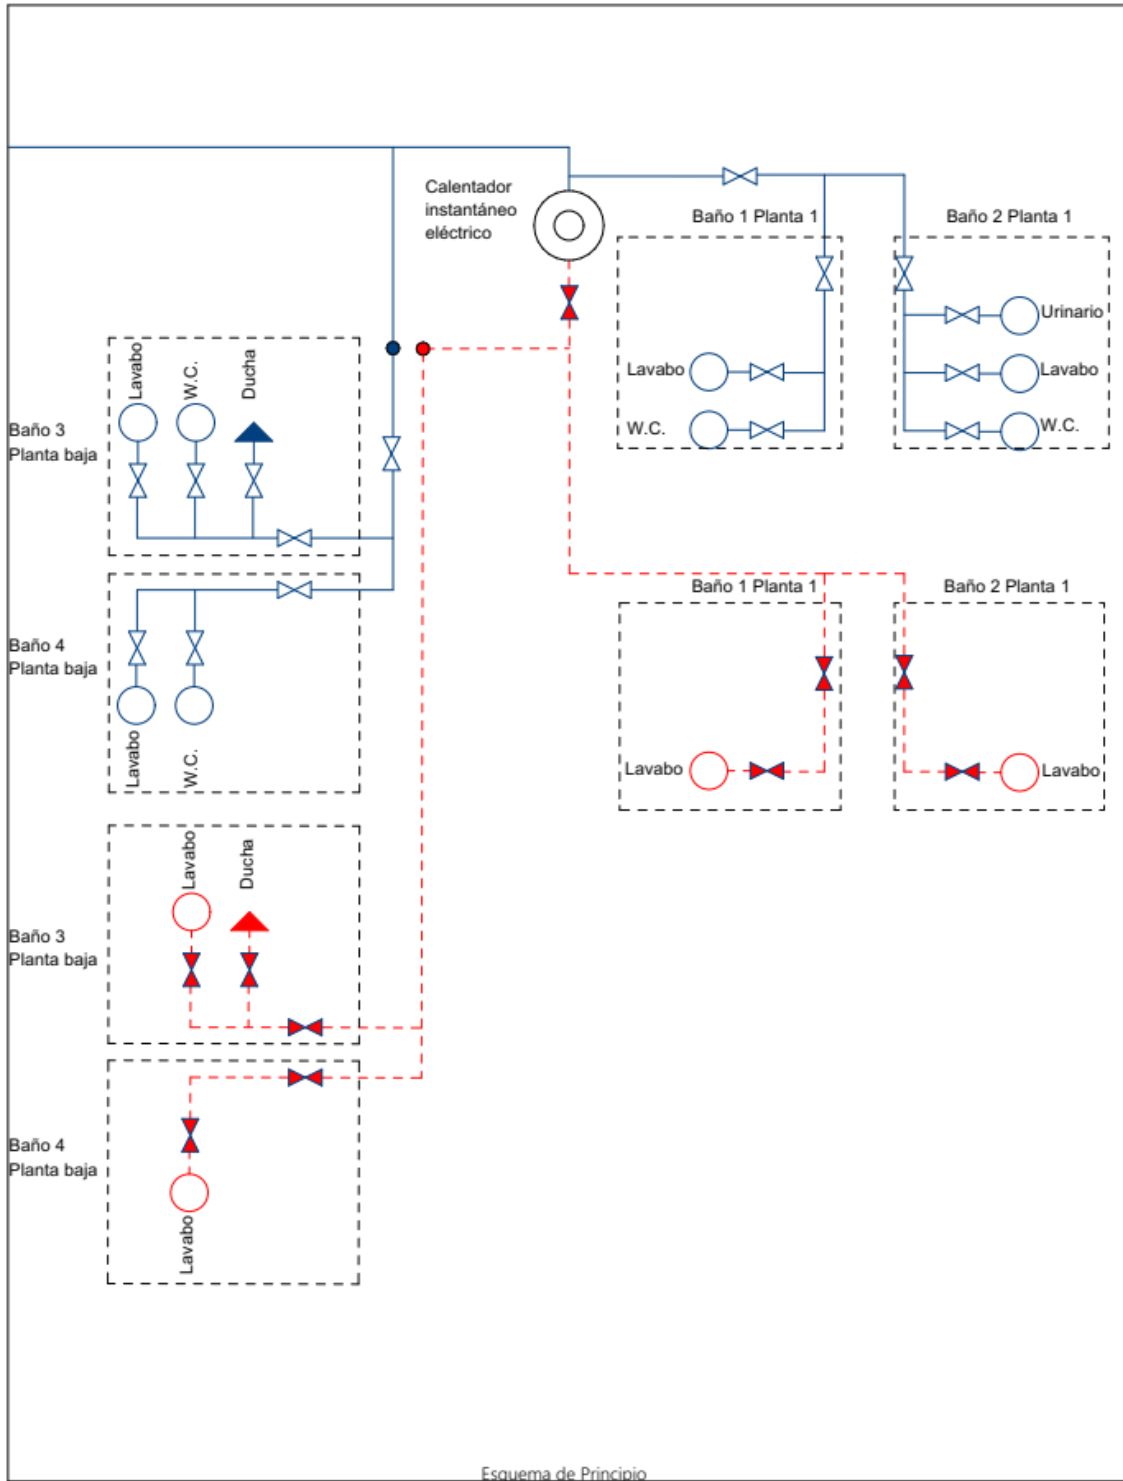 Calentador
instantáneo
eléctrico
Baño 1 Planta 1
Baño 2 Planta 1
Urinario
Lavabo
Lavabo
W.C.
W.C.
Lavabo
W.C.
Ducha
Baño 3
Planta baja
Baño 4
Planta baja
Lavabo
W.C.
Baño 1 Planta 1
Baño 2 Planta 1
Lavabo
Lavabo
Lavabo
Ducha
Baño 3
Planta baja
Baño 4
Planta baja
Lavabo
Esquema de Principio